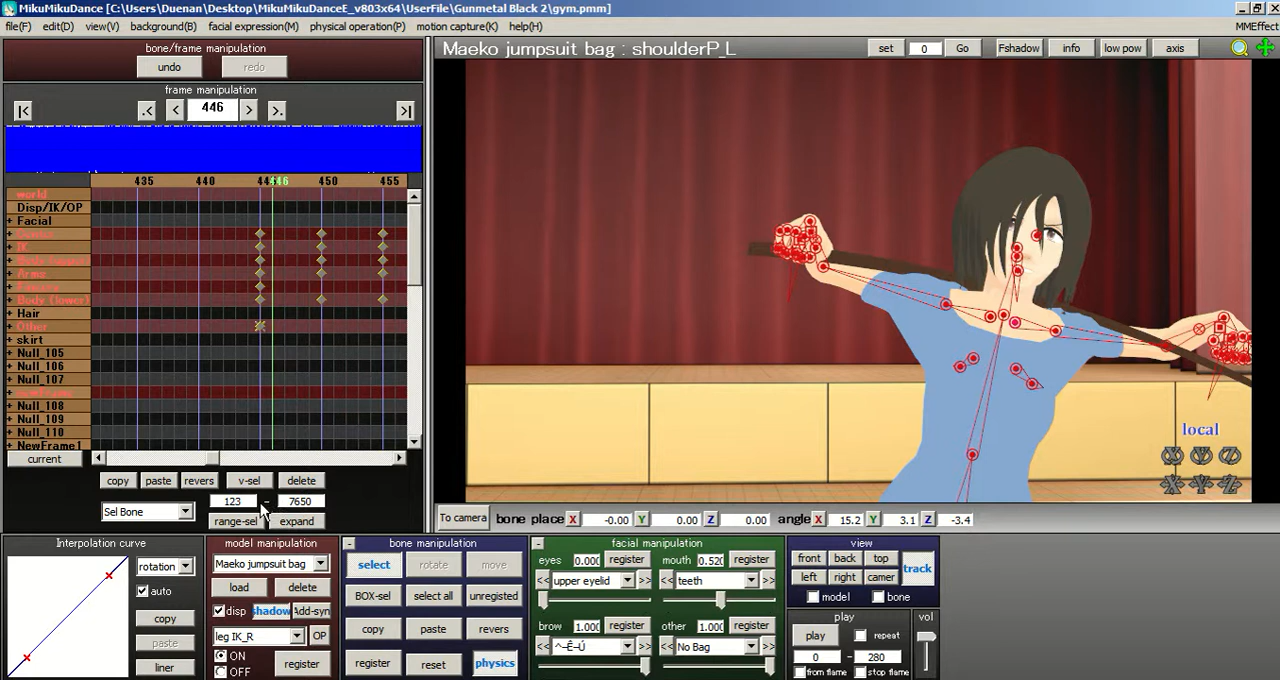 MikuMikuDance [C:\Users\Duenan\Desktop\MikuMikuDanceE_v803x64\UserFile\Gunmetal Black 2\gym.pmm]
file(F) edit(D) view(V) background(B) facial expression(M) physical operation(P) motion capture(K) help(H) MMEffect
bone/frame manipulation
undo redo
frame manipulation
|< .< < 446 > >. >|
Maeko jumpsuit bag : shoulderP_L
set 0 Go Fshadow info low pow axis
435 440 446 450 455
world
Disp/IK/OP
+ Facial
+ IK
+ Arms
+ Body (lower)
Hair
+ Other
+ skirt
+ Null_105
+ Null_106
+ Null_107
+ Null_108
+ Null_109
+ Null_110
+ NewFrame1
current
copy paste revers v-sel delete
Sel Bone 123 - 7650
range-sel expand
local
X Y Z
X Y Z
To camera bone place X -0.00 Y 0.00 Z 0.00 angle X 15.2 Y 3.1 Z -3.4
Interpolation curve
rotation
auto
copy
paste
liner
model manipulation
Maeko jumpsuit bag
load delete
disp shadow Add-syn
leg IK_R OP
ON
OFF
register
- bone manipulation
select rotate move
BOX-sel select all unregisted
copy paste revers
register reset physics
- facial manipulation
eyes 0.000 register mouth 0.520 register
<< upper eyelid >> << teeth >>
brow 1.000 register other 1.000 register
<< ^-Ê-Ú >> << No Bag >>
view
front back top
left right camer track
model bone
play
play repeat
0 - 280
from flame stop flame
vol